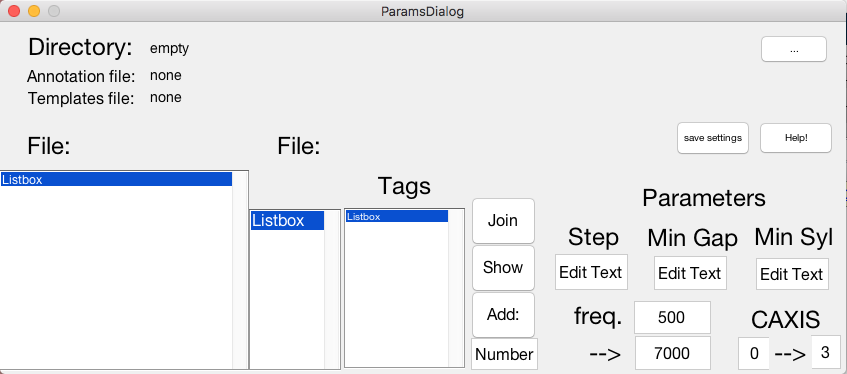 ParamsDialog
Directory: empty
...
Annotation file: none
Templates file: none
save settings
Help!
File:
File:
Listbox
Tags
Listbox
Listbox
Join
Show
Add:
Number
Parameters
Step
Min Gap
Min Syl
Edit Text
Edit Text
Edit Text
freq.
500
CAXIS
-->
7000
0 --> 3